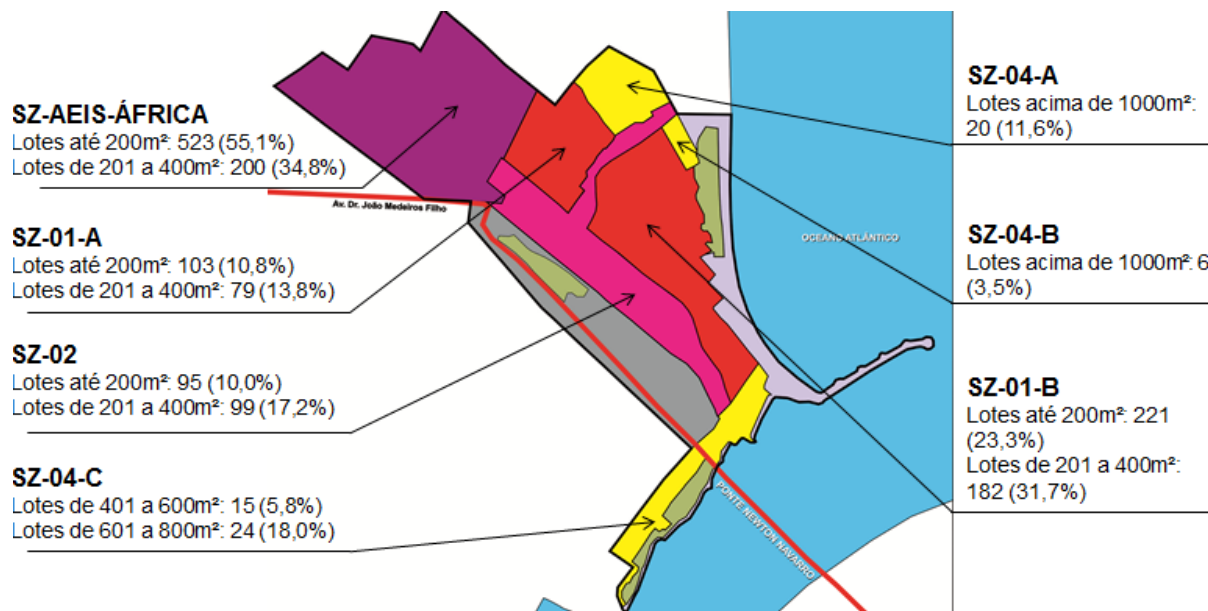 SZ-AEIS-ÁFRICA
Lotes até 200m²: 523 (55,1%)
Lotes de 201 a 400m²: 200 (34,8%)
SZ-01-A
Lotes até 200m²: 103 (10,8%)
Lotes de 201 a 400m²: 79 (13,8%)
SZ-02
Lotes até 200m²: 95 (10,0%)
Lotes de 201 a 400m²: 99 (17,2%)
SZ-04-C
Lotes de 401 a 600m²: 15 (5,8%)
Lotes de 601 a 800m²: 24 (18,0%)
Av. Dr. João Medeiros Filho
OCEANO ATLÂNTICO
PONTE NEWTON NAVARRO
SZ-04-A
Lotes acima de 1000m²:
20 (11,6%)
SZ-04-B
Lotes acima de 1000m²: 6
(3,5%)
SZ-01-B
Lotes até 200m²: 221
(23,3%)
Lotes de 201 a 400m²:
182 (31,7%)